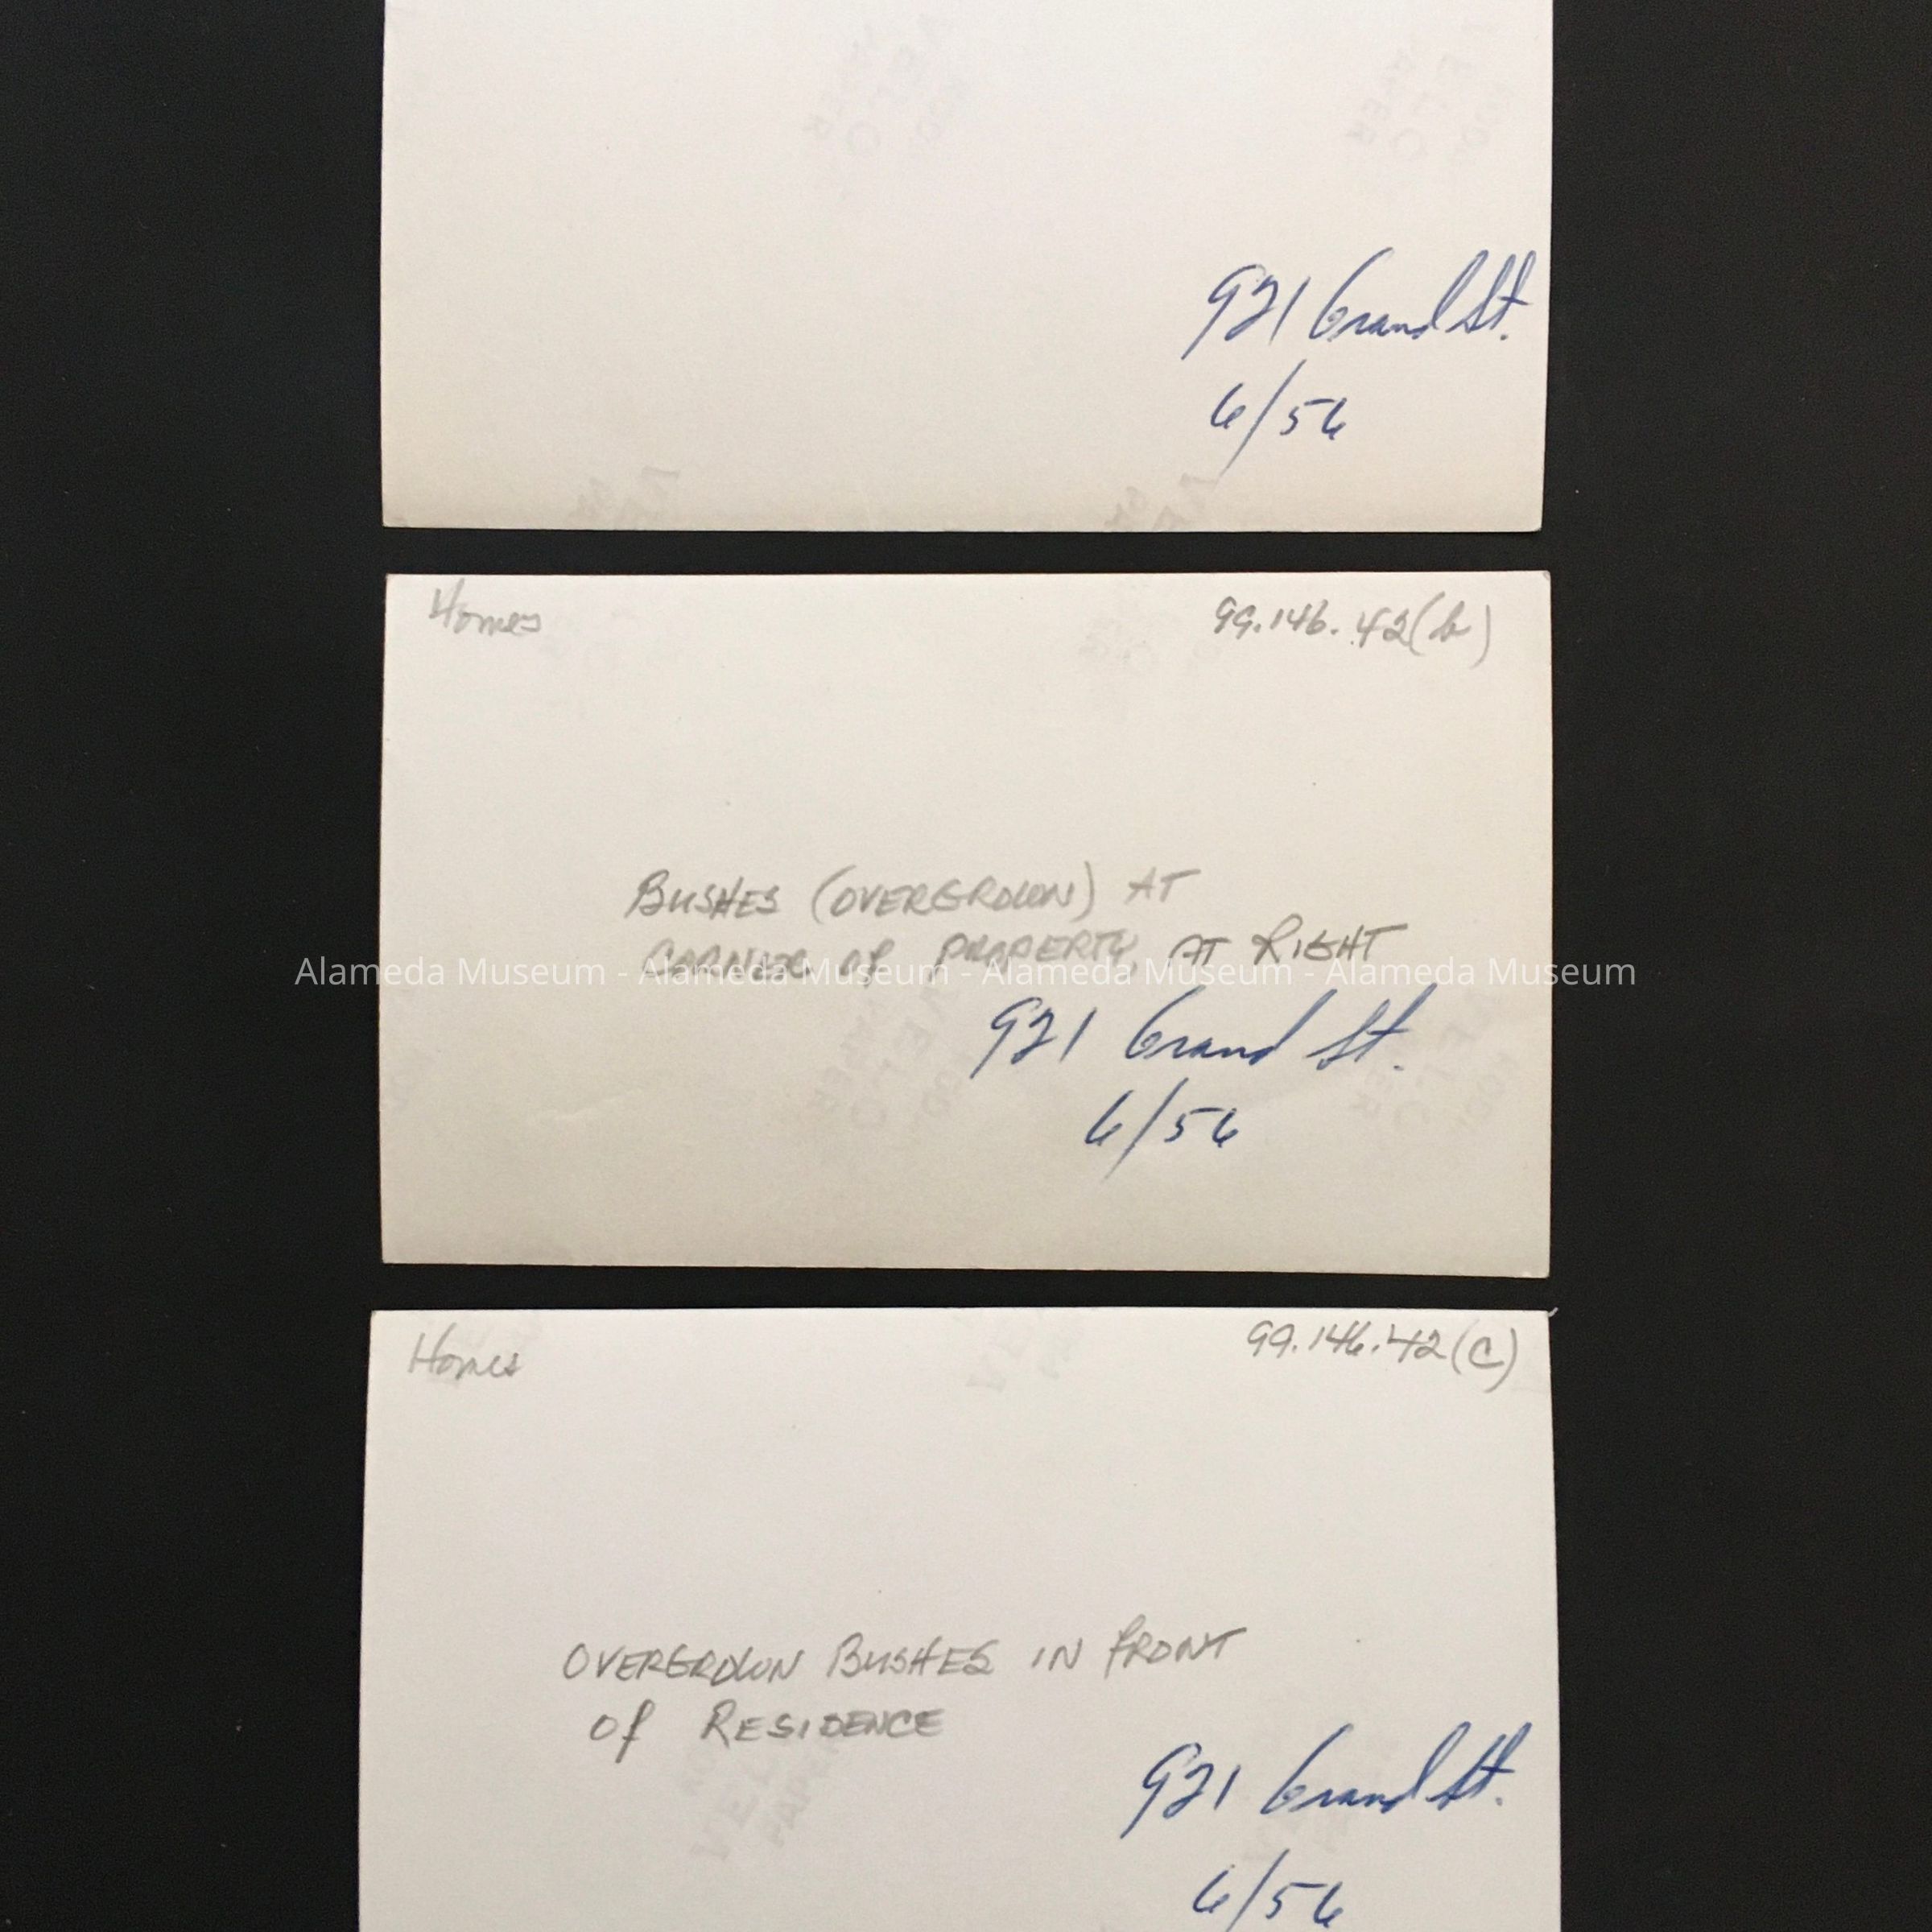 921 Grand St.
6/56
Homes
99.146.42(b)
BUSHES (OVERGROWN) AT
CORNER OF PROPERTY, AT RIGHT
Alameda Museum - Alameda Museum - Alameda Museum - Alameda Museum
921 Grand St.
6/56
Homes
99.146.42(C)
OVERGROWN BUSHES IN FRONT
OF RESIDENCE
921 Grand St.
6/56